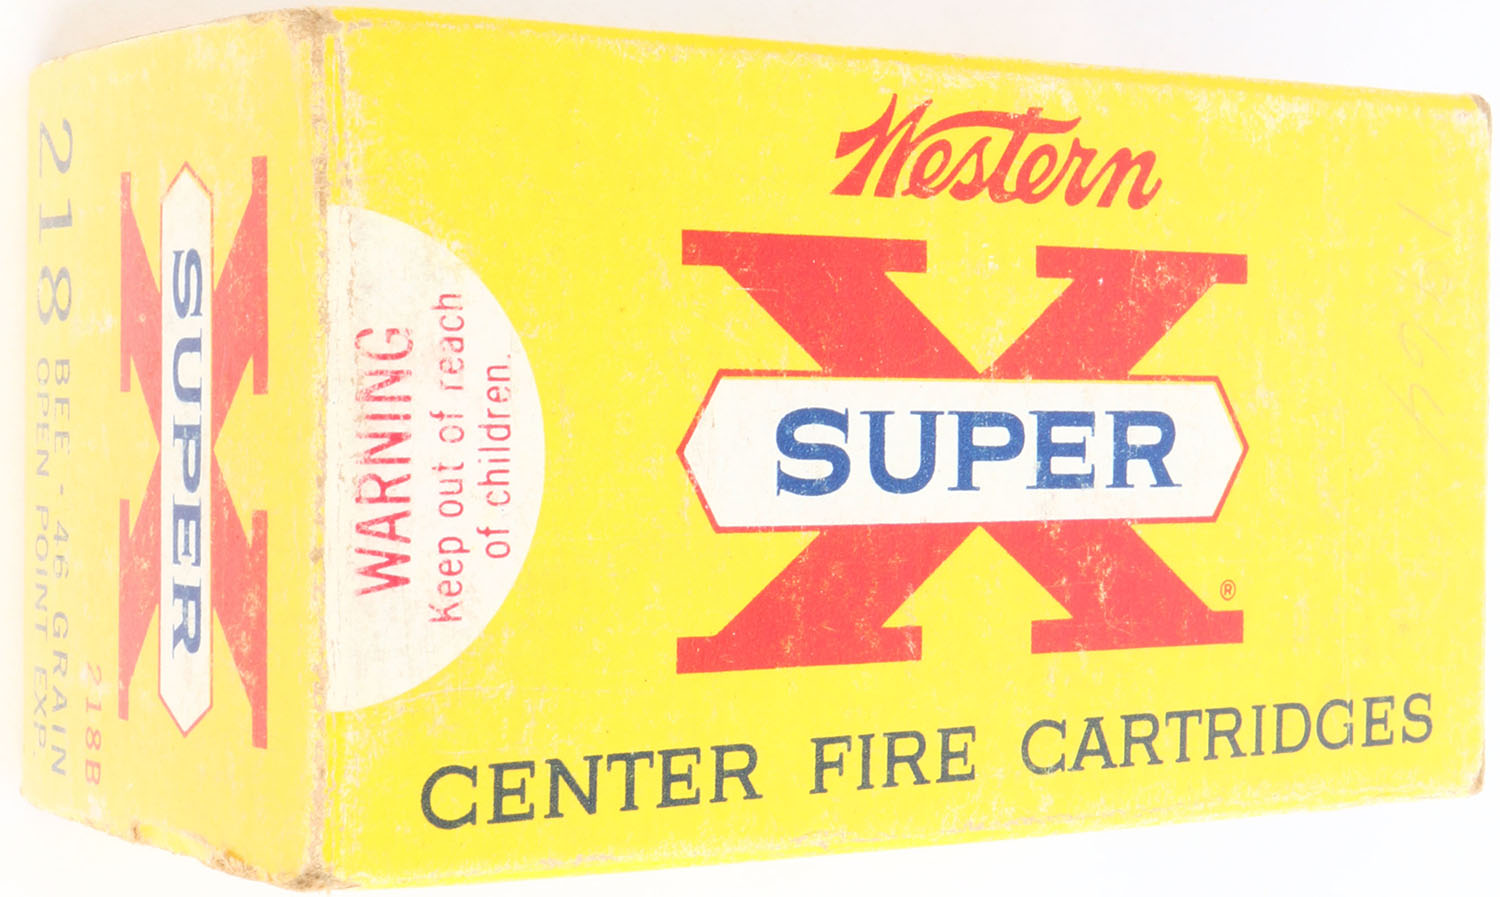 Western
X
SUPER
®
CENTER FIRE CARTRIDGES
WARNING
Keep out of reach
of children.
X
SUPER
218 BEE - 46 GRAIN
OPEN POINT EXP.
218B